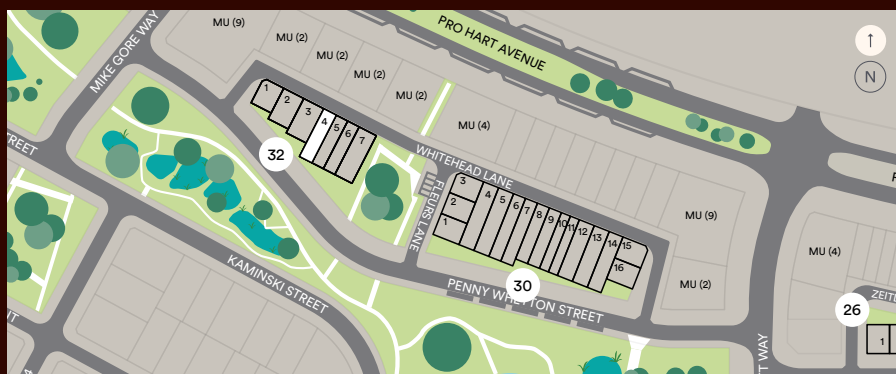 MU (9)
PRO HART AVENUE
MIKE GORE WAY
MU (2)
MU (2)
MU (2)
MU (2)
N
MU (4)
1
2
3
4
5
6
7
32
WHITEHEAD LANE
FLEURS LANE
3
2
1
4
5
6
7
8
9
10
11
12
13
14
15
16
MU (9)
MU (2)
MU (4)
30
PENNY WHETTON STREET
KAMINSKI STREET
26
1